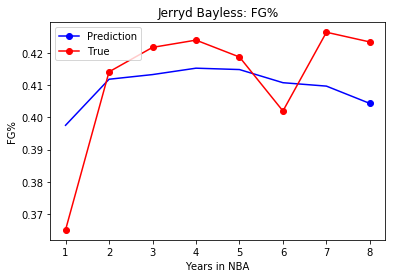 Jerryd Bayless: FG%
Prediction
True
0.42
0.41
0.40
0.39
0.38
0.37
FG%
1 2 3 4 5 6 7 8
Years in NBA